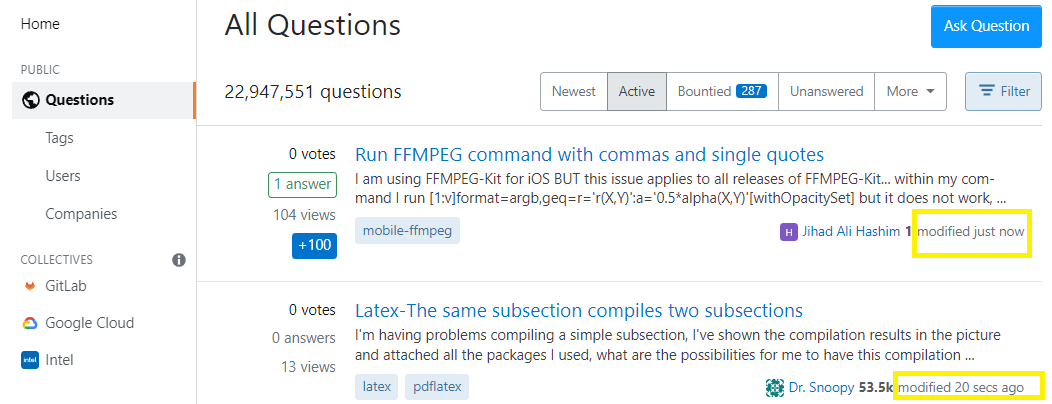 Home
All Questions
Ask Question
PUBLIC
Questions
22,947,551 questions
Newest
Active
Bountied 287
Unanswered
More
Filter
Tags
Users
Companies
COLLECTIVES
GitLab
Google Cloud
intel Intel
0 votes
1 answer
104 views
+100
Run FFMPEG command with commas and single quotes
I am using FFMPEG-Kit for iOS BUT this issue applies to all releases of FFMPEG-Kit... within my com-
mand I run [1:v]format=argb,geq=r='r(X,Y)':a='0.5*alpha(X,Y)'[withOpacitySet] but it does not work, ...
mobile-ffmpeg
H Jihad Ali Hashim 1 modified just now
0 votes
0 answers
13 views
Latex-The same subsection compiles two subsections
I'm having problems compiling a simple subsection, I've shown the compilation results in the picture
and attached all the packages I used, what are the possibilities for me to have this compilation ...
latex pdflatex
Dr. Snoopy 53.5k modified 20 secs ago